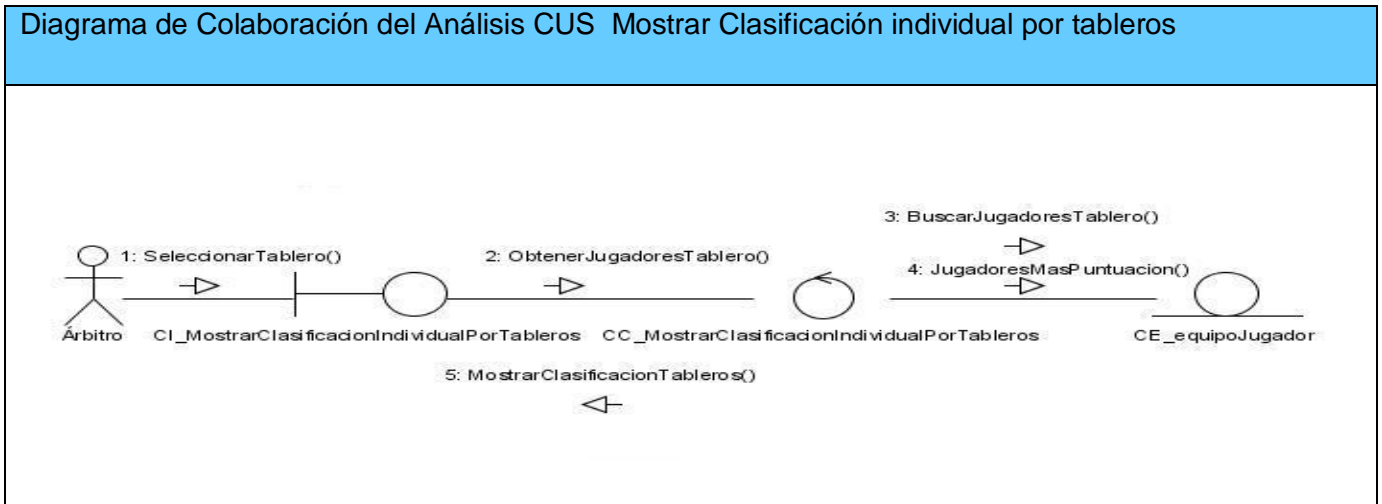 Diagrama de Colaboración del Análisis CUS Mostrar Clasificación individual por tableros
3: BuscarJugadoresTablero()
1: SeleccionarTablero()
2: ObtenerJugadoresTablero()
4: JugadoresMasPuntuacion()
Árbitro
CI_MostrarClasificacionIndividualPorTableros
CC_MostrarClasificacionIndividualPorTableros
CE_equipoJugador
5: MostrarClasificacionTableros()